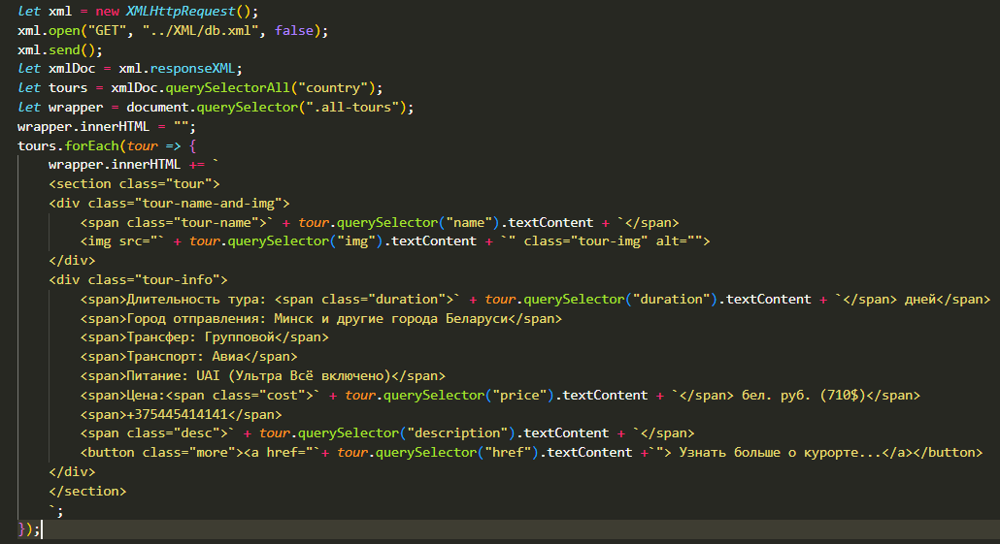 let xml = new XMLHttpRequest();
xml.open("GET", "../XML/db.xml", false);
xml.send();
let xmlDoc = xml.responseXML;
let tours = xmlDoc.querySelectorAll("country");
let wrapper = document.querySelector(".all-tours");
wrapper.innerHTML = "";
tours.forEach(tour => {
    wrapper.innerHTML += `
    <section class="tour">
    <div class="tour-name-and-img">
        <span class="tour-name">` + tour.querySelector("name").textContent + `</span>
        <img src="` + tour.querySelector("img").textContent + `" class="tour-img" alt="">
    </div>
    <div class="tour-info">
        <span>Длительность тура: <span class="duration">` + tour.querySelector("duration").textContent + `</span> дней</span>
        <span>Город отправления: Минск и другие города Беларуси</span>
        <span>Трансфер: Групповой</span>
        <span>Транспорт: Авиа</span>
        <span>Питание: UAI (Ультра Всё включено)</span>
        <span>Цена:<span class="cost">` + tour.querySelector("price").textContent + `</span> бел. руб. (710$)</span>
        <span>+375445414141</span>
        <span class="desc">` + tour.querySelector("description").textContent + `</span>
        <button class="more"><a href="`+ tour.querySelector("href").textContent +`"> Узнать больше о курорте...</a></button>
    </div>
    </section>
    `;
});